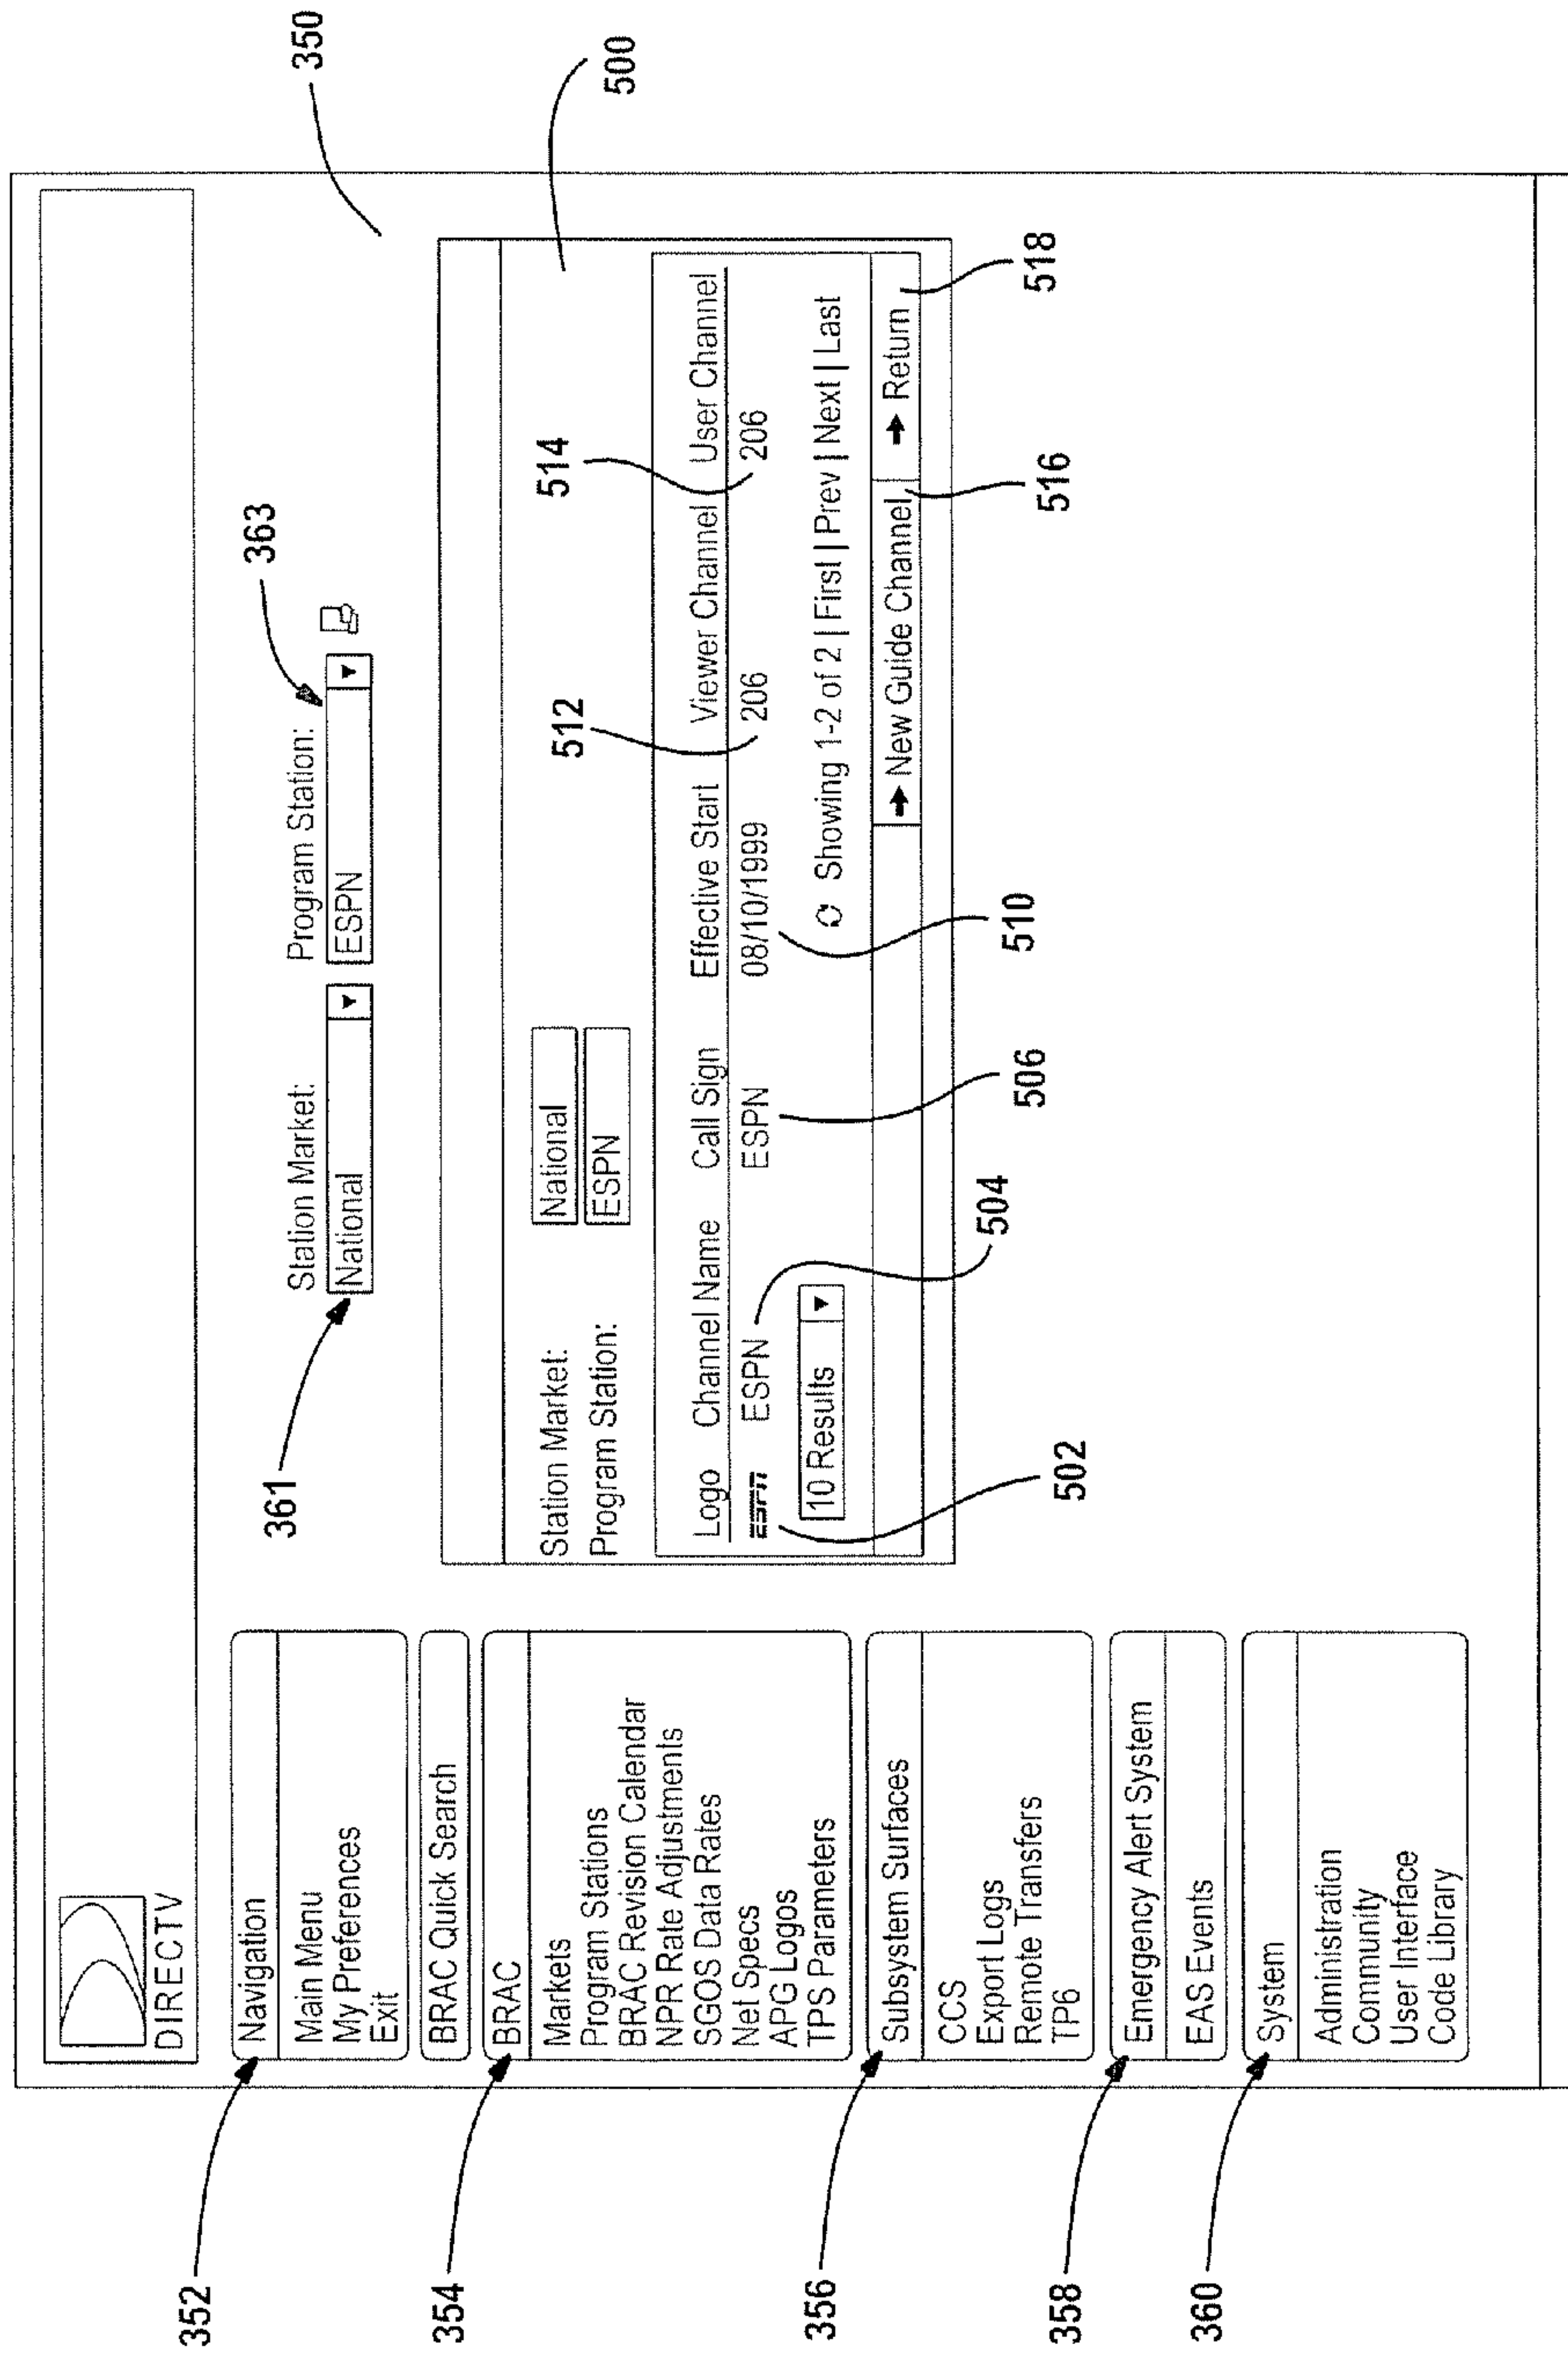 350
500
363
361
Station Market:
National
Program Station:
ESPN
DIRECTV
352
Navigation
Main Menu
My Preferences
Exit
BRAC Quick Search
354
BRAC
Markets
Program Stations
BRAC Revision Calendar
NPR Rate Adjustments
SGOS Data Rates
Net Specs
APG Logos
TPS Parameters
356
Subsystem Surfaces
CCS
Export Logs
Remote Transfers
TP6
358
Emergency Alert System
EAS Events
360
System
Administration
Community
User Interface
Code Library
Station Market: National
Program Station: ESPN
512
514
Logo Channel Name Call Sign Effective Start Viewer Channel User Channel
ESPN ESPN ESPN 08/10/1999 206 206
10 Results
Showing 1-2 of 2 | First | Prev | Next | Last
New Guide Channel
Return
502
504
506
510
516
518